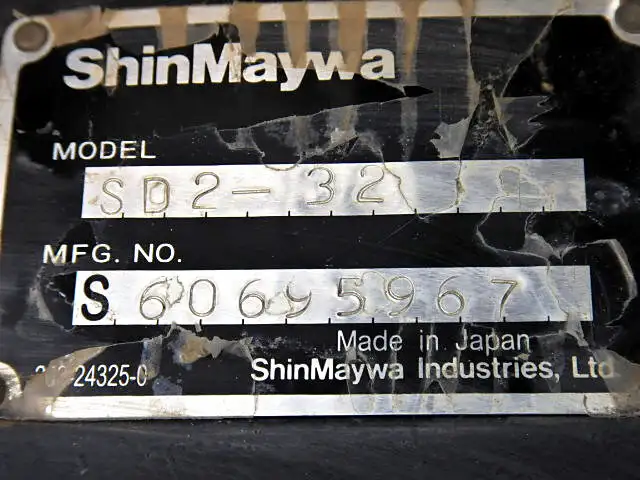 ShinMaywa
MODEL
SD2-32
MFG. NO.
S 60695967
Made in Japan
24325-0 ShinMaywa Industries, Ltd